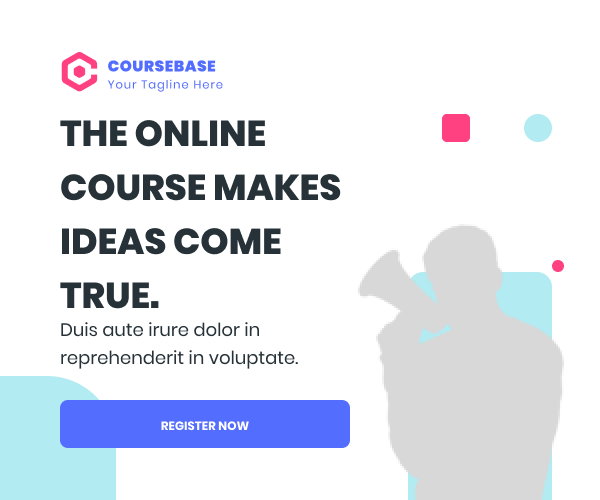 COURSEBASE
Your Tagline Here
THE ONLINE
COURSE MAKES
IDEAS COME
TRUE.
Duis aute irure dolor in
reprehenderit in voluptate.
REGISTER NOW